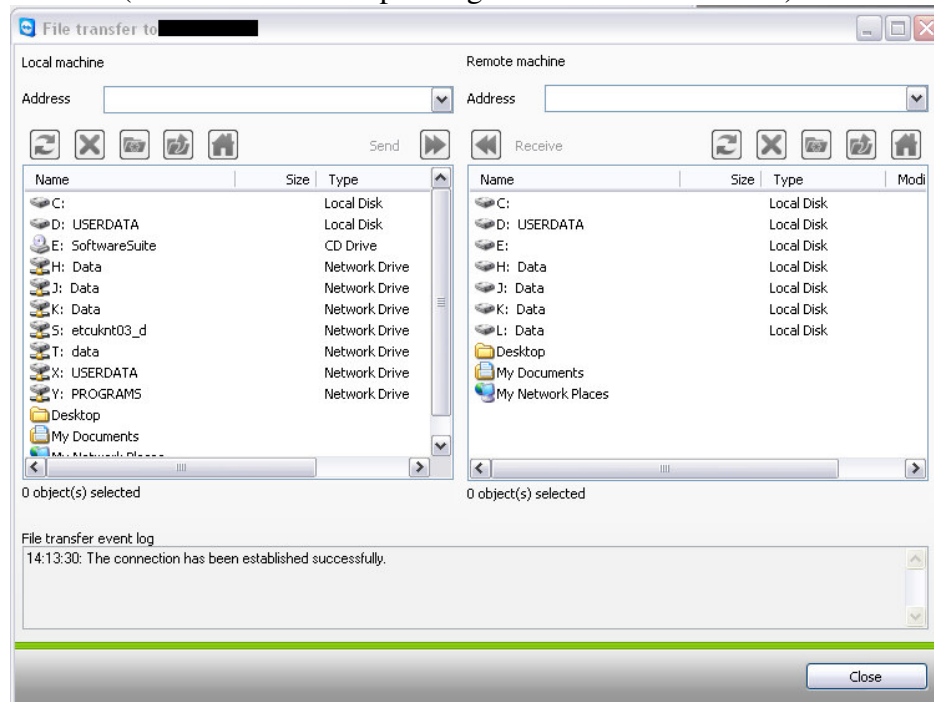 File transfer to
Local machine
Remote machine
Address
Address
Send
Receive
Name Size Type
C: Local Disk
D: USERDATA Local Disk
E: SoftwareSuite CD Drive
H: Data Network Drive
J: Data Network Drive
K: Data Network Drive
S: etcuknt03_d Network Drive
T: data Network Drive
X: USERDATA Network Drive
Y: PROGRAMS Network Drive
Desktop
My Documents
My Network Places
0 object(s) selected
Name Size Type Modi
C: Local Disk
D: USERDATA Local Disk
E: Local Disk
H: Data Local Disk
J: Data Local Disk
K: Data Local Disk
L: Data Local Disk
Desktop
My Documents
My Network Places
0 object(s) selected
File transfer event log
14:13:30: The connection has been established successfully.
Close